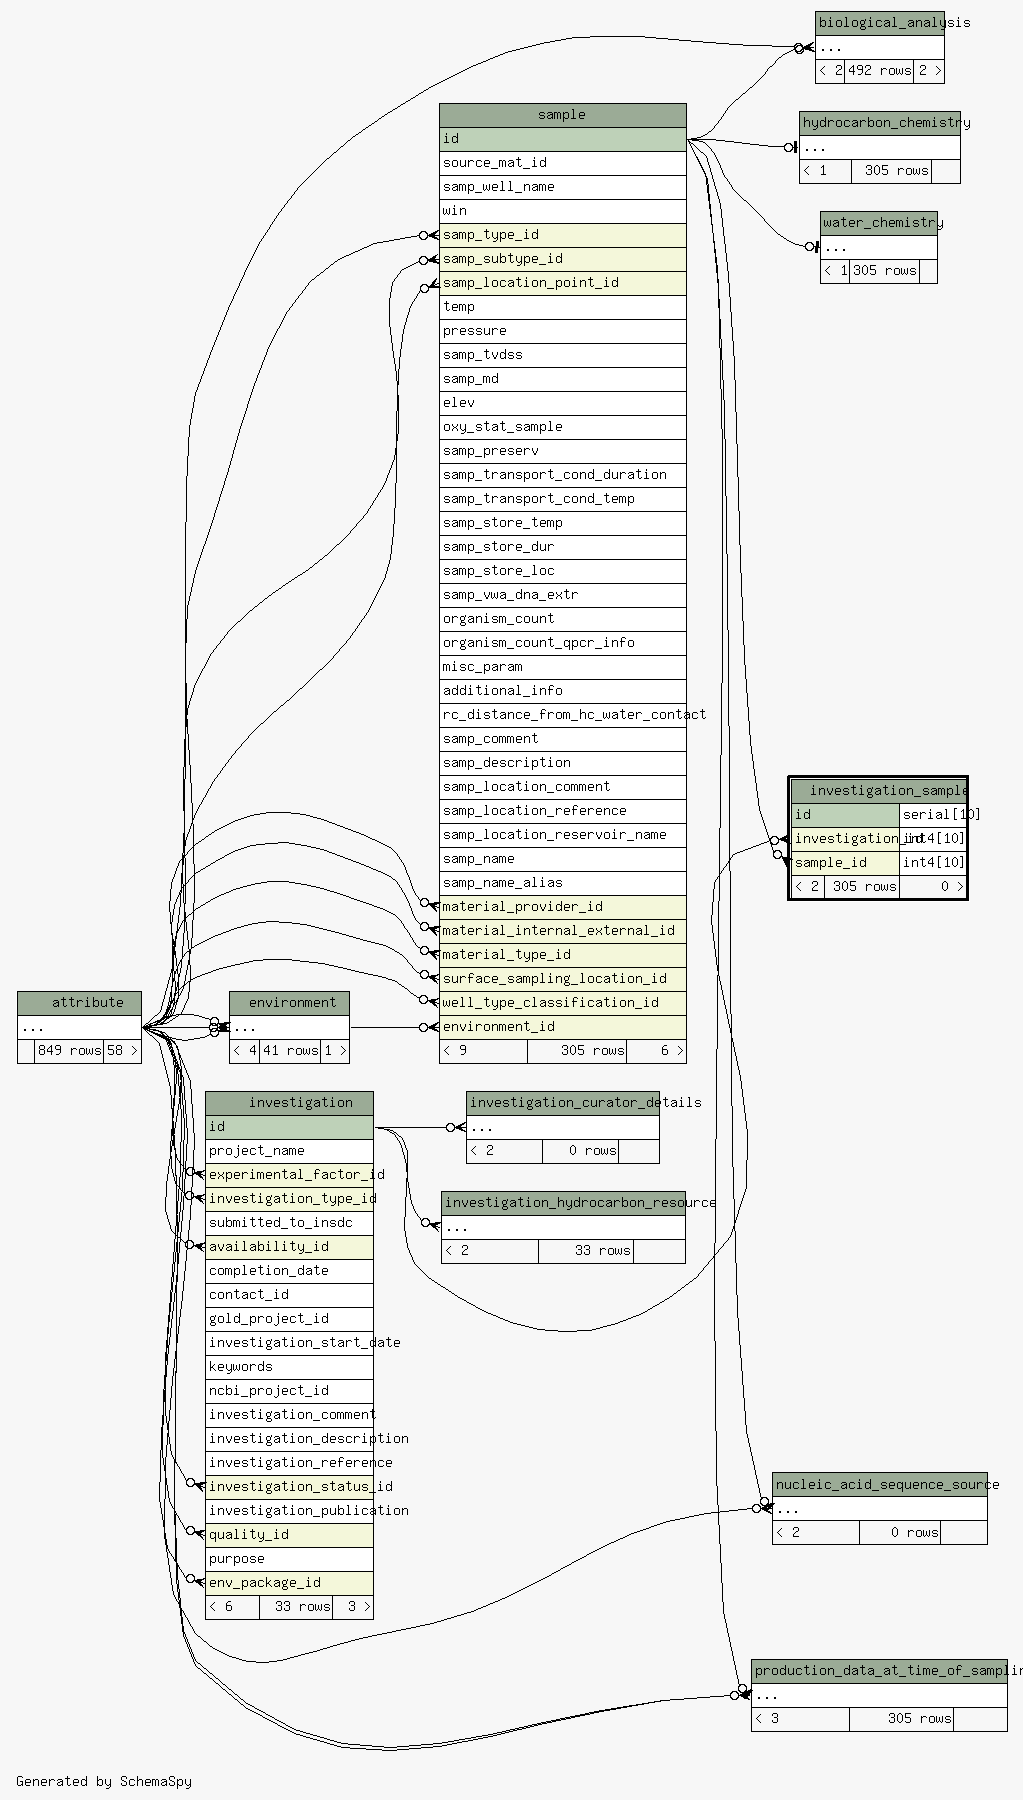 biological_analysis
...
< 2 492 rows 2 >
hydrocarbon_chemistry
...
< 1 305 rows
water_chemistry
...
< 1 305 rows
sample
id
source_mat_id
samp_well_name
win
samp_type_id
samp_subtype_id
samp_location_point_id
temp
pressure
samp_tvdss
samp_md
elev
oxy_stat_sample
samp_preserv
samp_transport_cond_duration
samp_transport_cond_temp
samp_store_temp
samp_store_dur
samp_store_loc
samp_vwa_dna_extr
organism_count
organism_count_qpcr_info
misc_param
additional_info
rc_distance_from_hc_water_contact
samp_comment
samp_description
samp_location_comment
samp_location_reference
samp_location_reservoir_name
samp_name
samp_name_alias
material_provider_id
material_internal_external_id
material_type_id
surface_sampling_location_id
well_type_classification_id
environment_id
< 9 305 rows 6 >
investigation_sample
id serial[10]
investigation_id int4[10]
sample_id int4[10]
< 2 305 rows 0 >
attribute
...
849 rows 58 >
environment
...
< 4 41 rows 1 >
investigation
id
project_name
experimental_factor_id
investigation_type_id
submitted_to_insdc
availability_id
completion_date
contact_id
gold_project_id
investigation_start_date
keywords
ncbi_project_id
investigation_comment
investigation_description
investigation_reference
investigation_status_id
investigation_publication
quality_id
purpose
env_package_id
< 6 33 rows 3 >
investigation_curator_details
...
< 2 0 rows
investigation_hydrocarbon_resource
...
< 2 33 rows
nucleic_acid_sequence_source
...
< 2 0 rows
production_data_at_time_of_samplin
...
< 3 305 rows
Generated by SchemaSpy